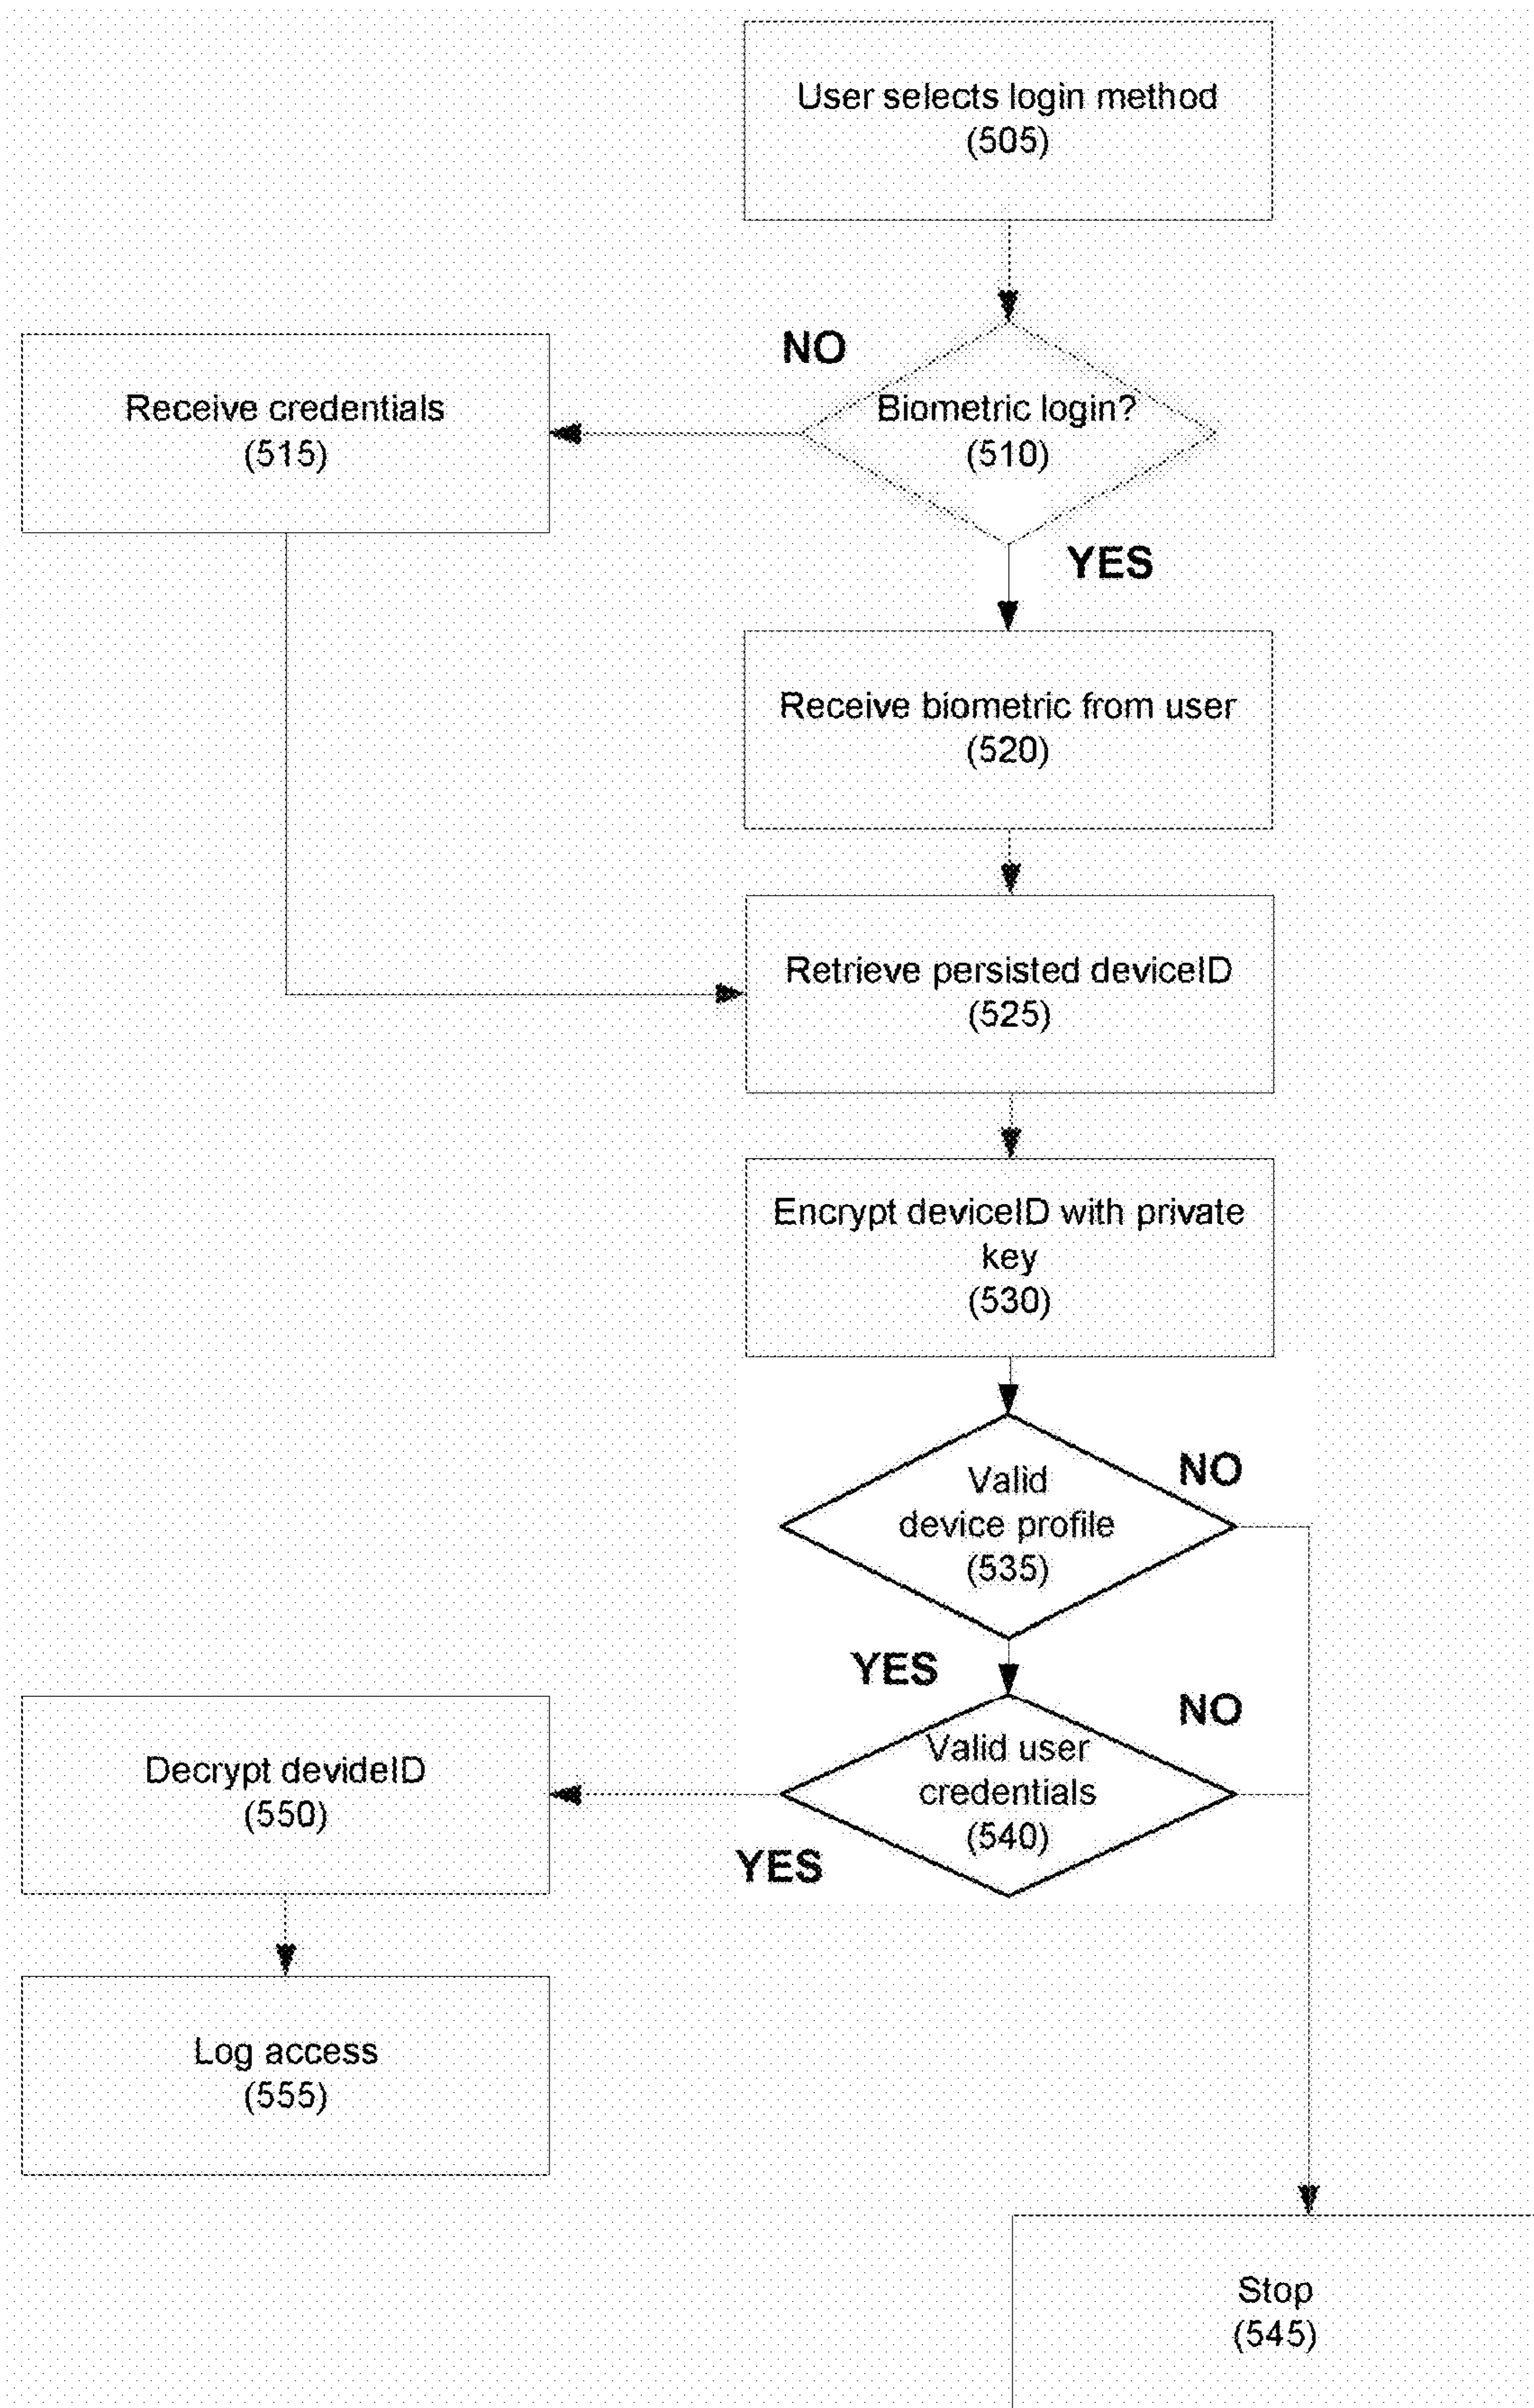 User selects login method
(505)
NO
Biometric login?
(510)
Receive credentials
(515)
YES
Receive biometric from user
(520)
Retrieve persisted deviceID
(525)
Encrypt deviceID with private
key
(530)
Valid
device profile
(535)
NO
YES
Valid user
credentials
(540)
NO
YES
Decrypt devideID
(550)
Log access
(555)
Stop
(545)